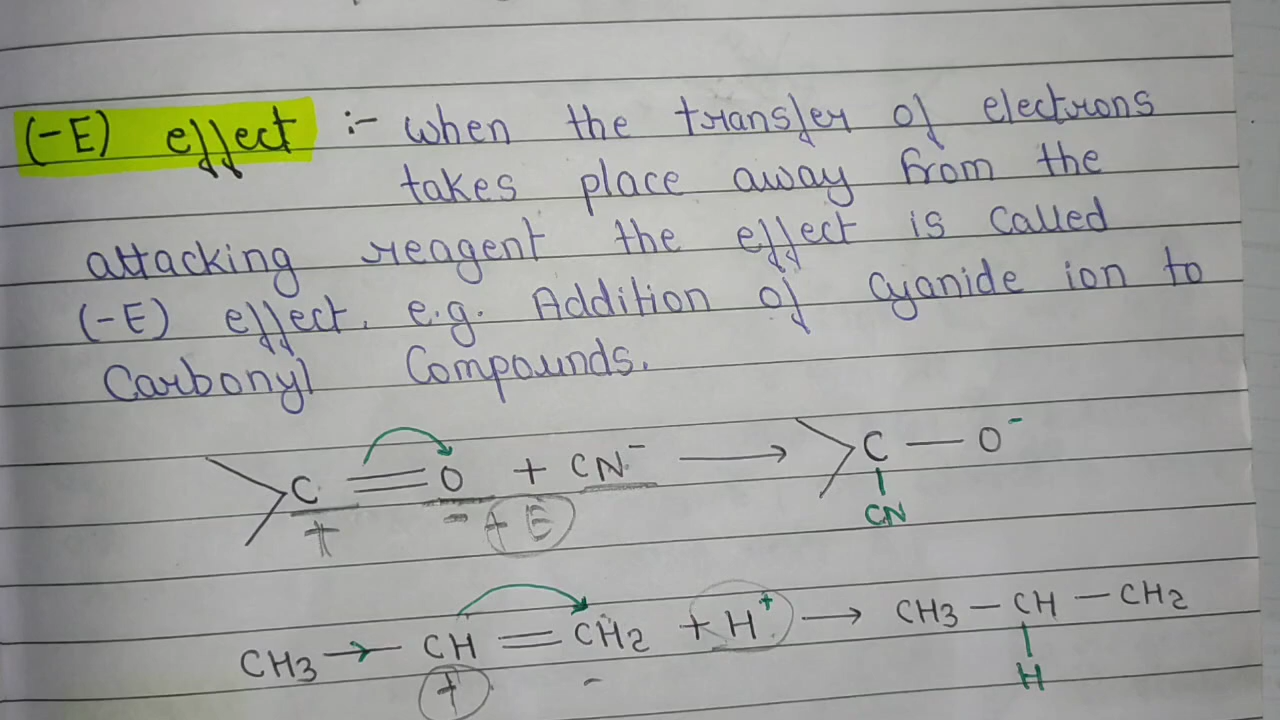 (-E) effect :- when the transfer of electrons
takes place away from the
attacking reagent the effect is called
(-E) effect. e.g. Addition of cyanide ion to
Carbonyl Compounds.
C = O + CN⁻ → C — O⁻
CN
+ - +E
CH3 → CH = CH2 + H⁺ → CH3 — CH — CH2
H
+ -